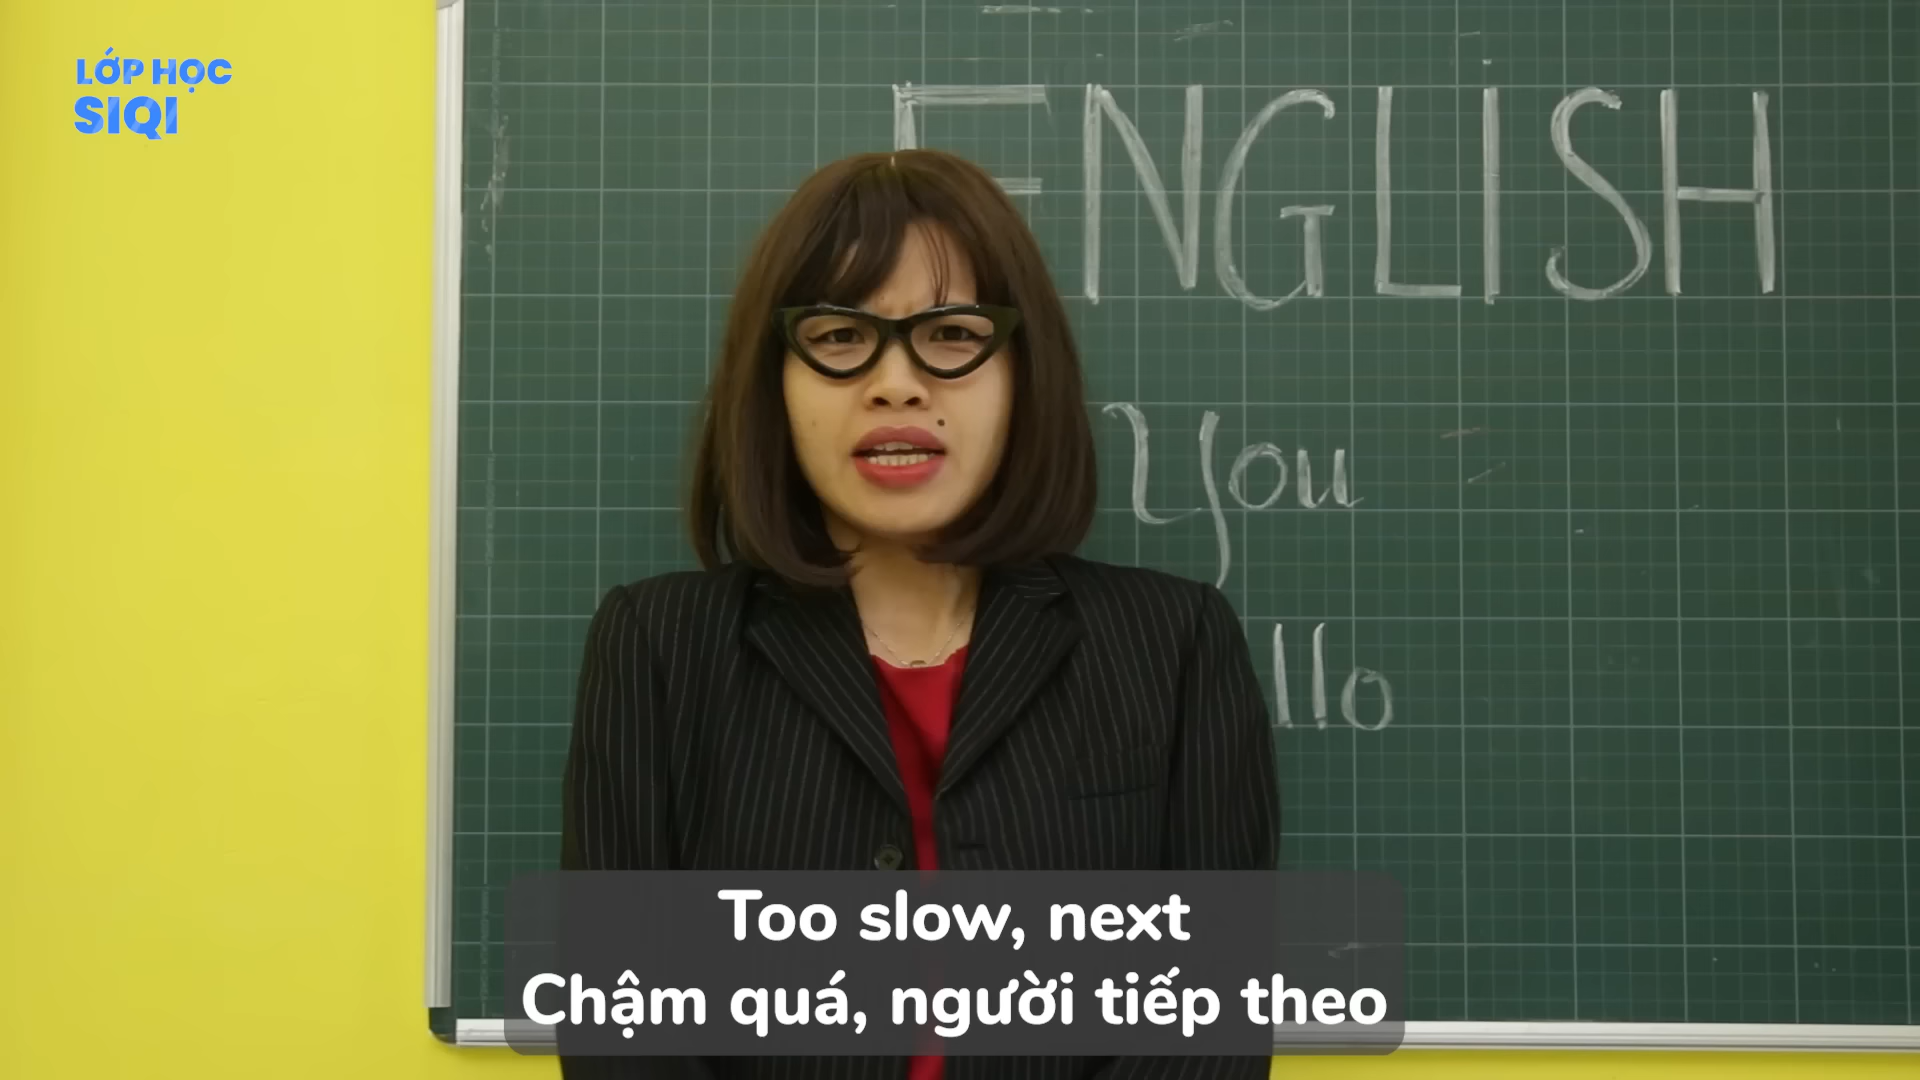 LỚP HỌC
SIQI
ENGLISH
You
llo
Too slow, next
Chậm quá, người tiếp theo